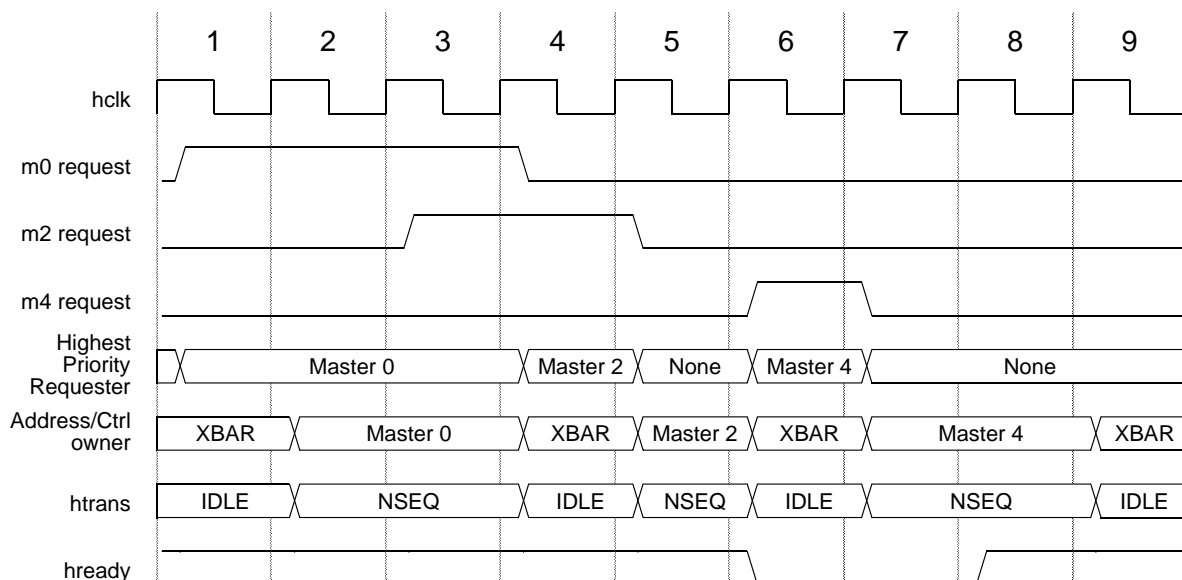 1 2 3 4 5 6 7 8 9
hclk
m0 request
m2 request
m4 request
Highest
Priority
Requester
Master 0 Master 2 None Master 4 None
Address/Ctrl
owner
XBAR Master 0 XBAR Master 2 XBAR Master 4 XBAR
htrans IDLE NSEQ IDLE NSEQ IDLE NSEQ IDLE
hready